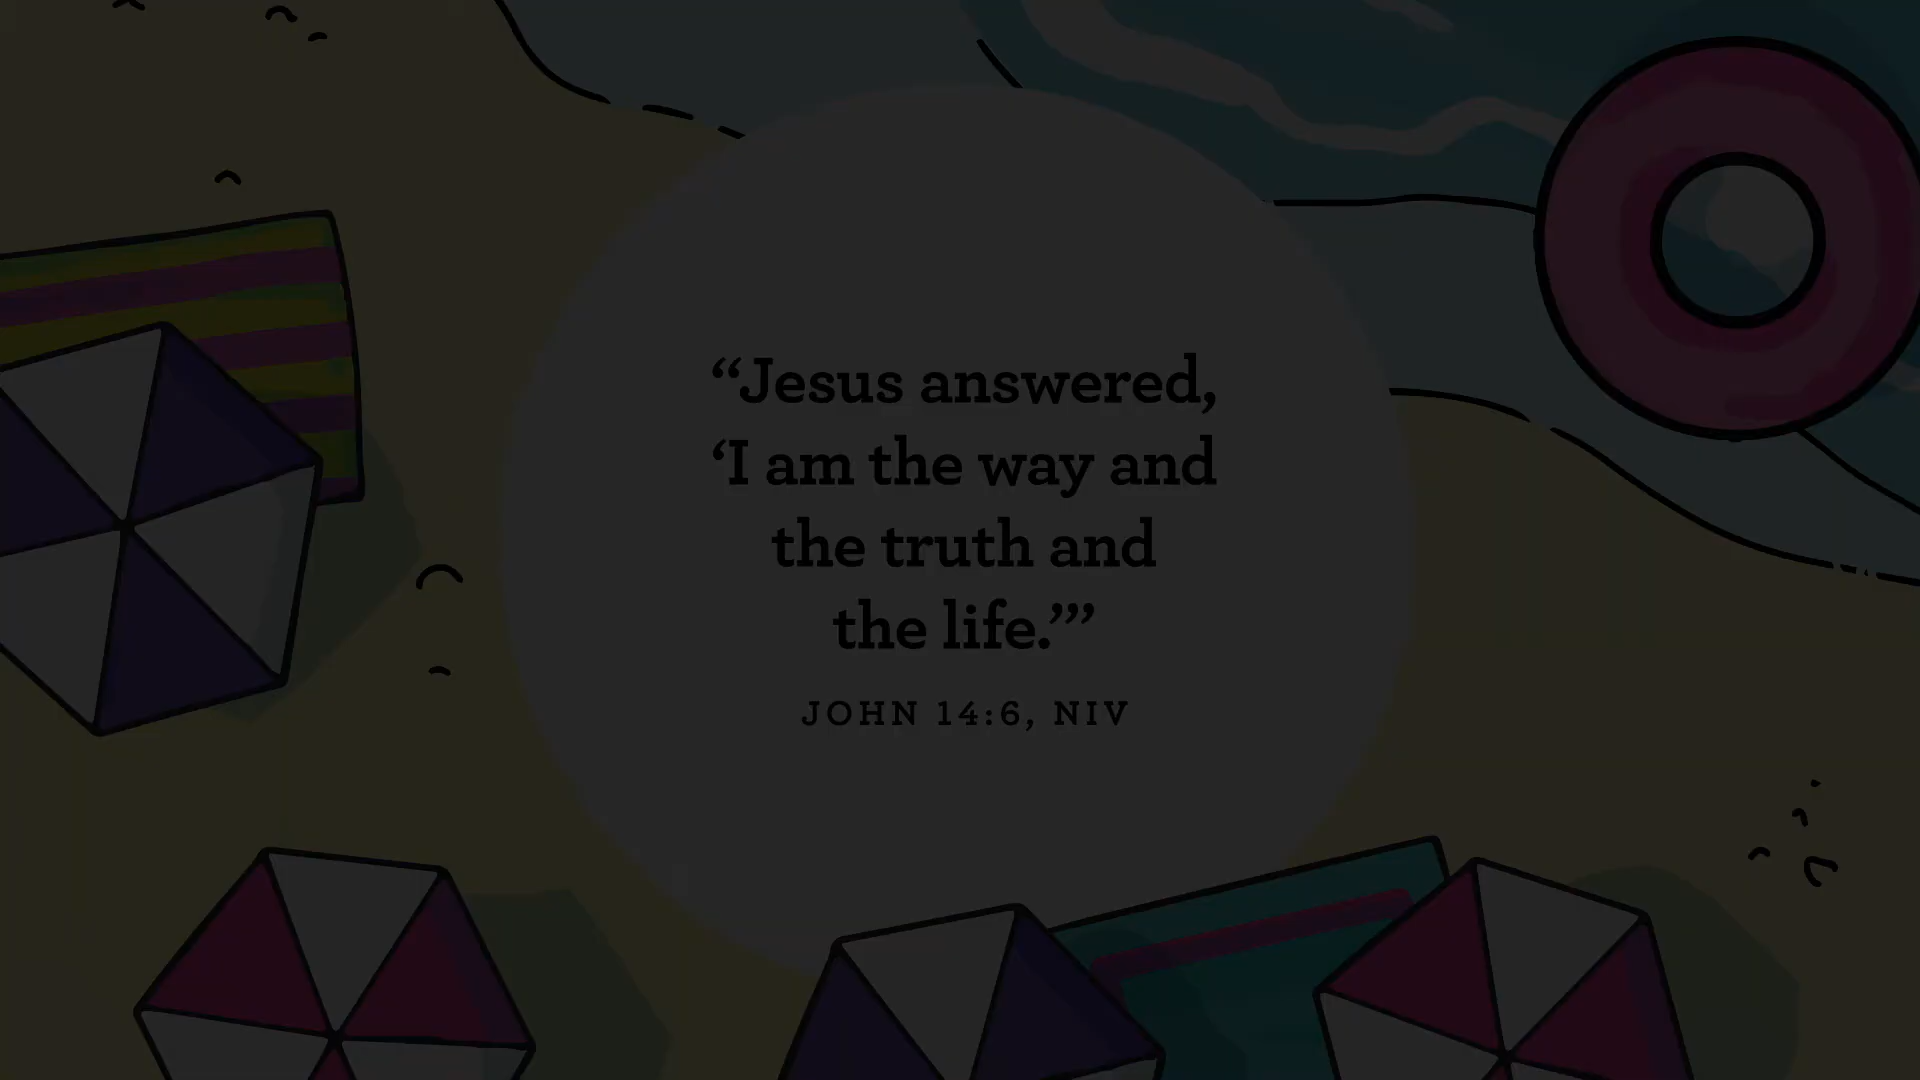 “Jesus answered,
‘I am the way and
the truth and
the life.’”
JOHN 14:6, NIV